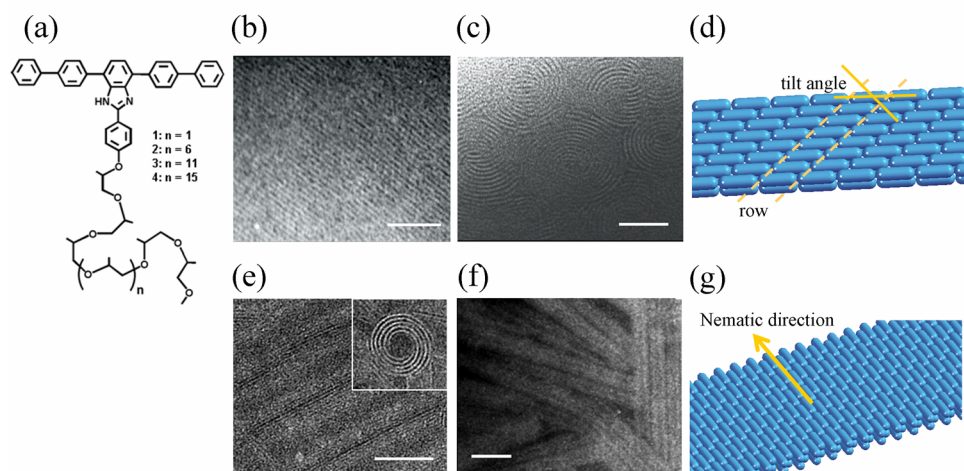 (a)
HN
N
1: n = 1
2: n = 6
3: n = 11
4: n = 15
O
O
O
O
O
O
O
O
n
(b)
(c)
(d)
tilt angle
row
(e)
(f)
(g)
Nematic direction